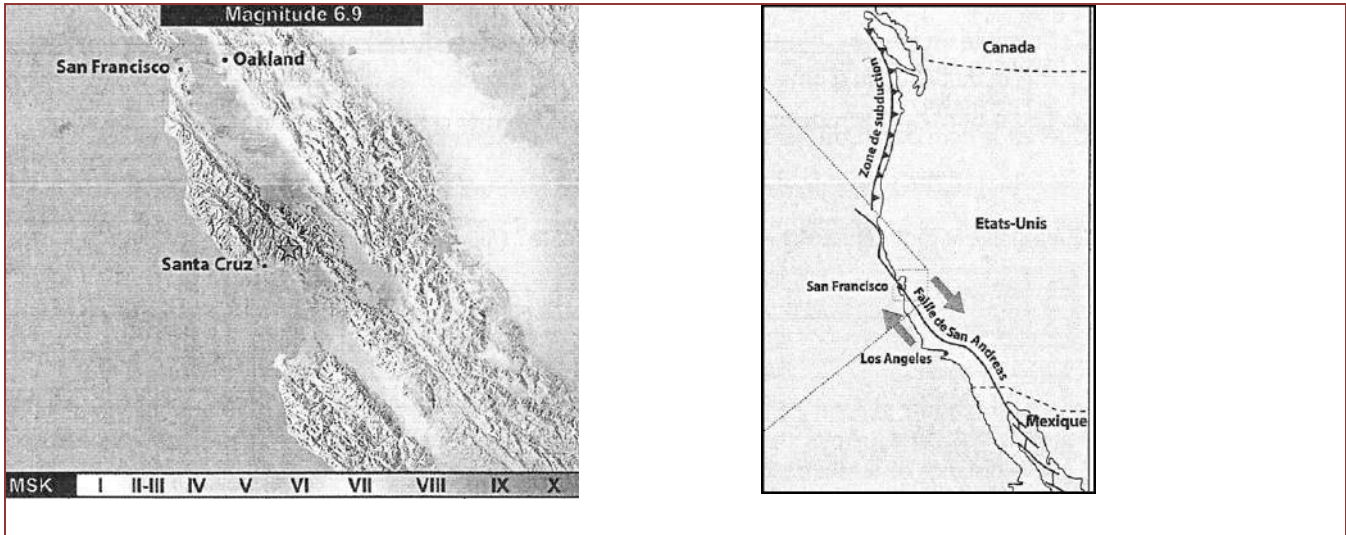 Magnitude 6.9
San Francisco
Oakland
Santa Cruz
MSK I II-III IV V VI VII VIII IX X
Canada
Zone de subduction
Etats-Unis
San Francisco
Faille de San Andreas
Los Angeles
Mexique